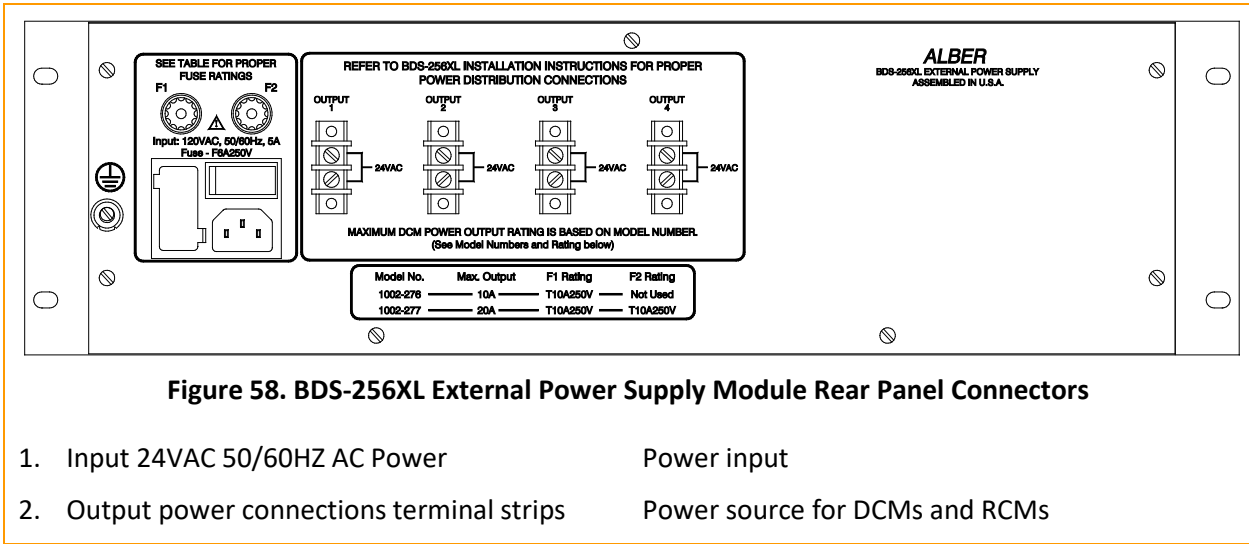 SEE TABLE FOR PROPER
FUSE RATINGS
F1 F2
Input: 120VAC, 50/60Hz, 5A
Fuse - F6A250V
REFER TO BDS-256XL INSTALLATION INSTRUCTIONS FOR PROPER
POWER DISTRIBUTION CONNECTIONS
OUTPUT
1
OUTPUT
2
OUTPUT
3
OUTPUT
4
24VAC
24VAC
24VAC
24VAC
MAXIMUM DCM POWER OUTPUT RATING IS BASED ON MODEL NUMBER.
(See Model Numbers and Rating below)
ALBER
BDS-256XL EXTERNAL POWER SUPPLY
ASSEMBLED IN U.S.A.
Model No. Max. Output F1 Rating F2 Rating
1002-276 10A T10A250V Not Used
1002-277 20A T10A250V T10A250V
Figure 58. BDS-256XL External Power Supply Module Rear Panel Connectors
1. Input 24VAC 50/60HZ AC Power Power input
2. Output power connections terminal strips Power source for DCMs and RCMs